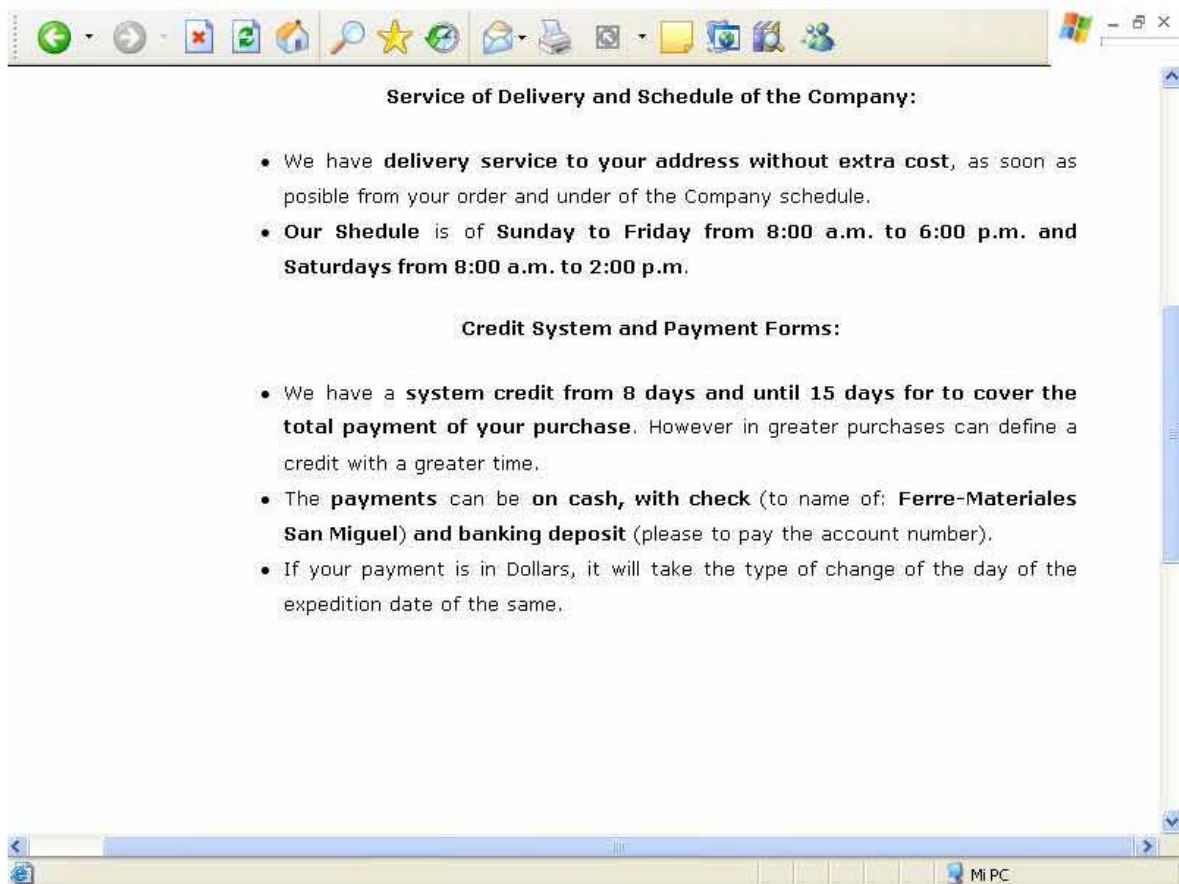 Service of Delivery and Schedule of the Company:
• We have delivery service to your address without extra cost, as soon as
posible from your order and under of the Company schedule.
• Our Shedule is of Sunday to Friday from 8:00 a.m. to 6:00 p.m. and
Saturdays from 8:00 a.m. to 2:00 p.m.
Credit System and Payment Forms:
• We have a system credit from 8 days and until 15 days for to cover the
total payment of your purchase. However in greater purchases can define a
credit with a greater time.
• The payments can be on cash, with check (to name of: Ferre-Materiales
San Miguel) and banking deposit (please to pay the account number).
• If your payment is in Dollars, it will take the type of change of the day of the
expedition date of the same.
Mi PC